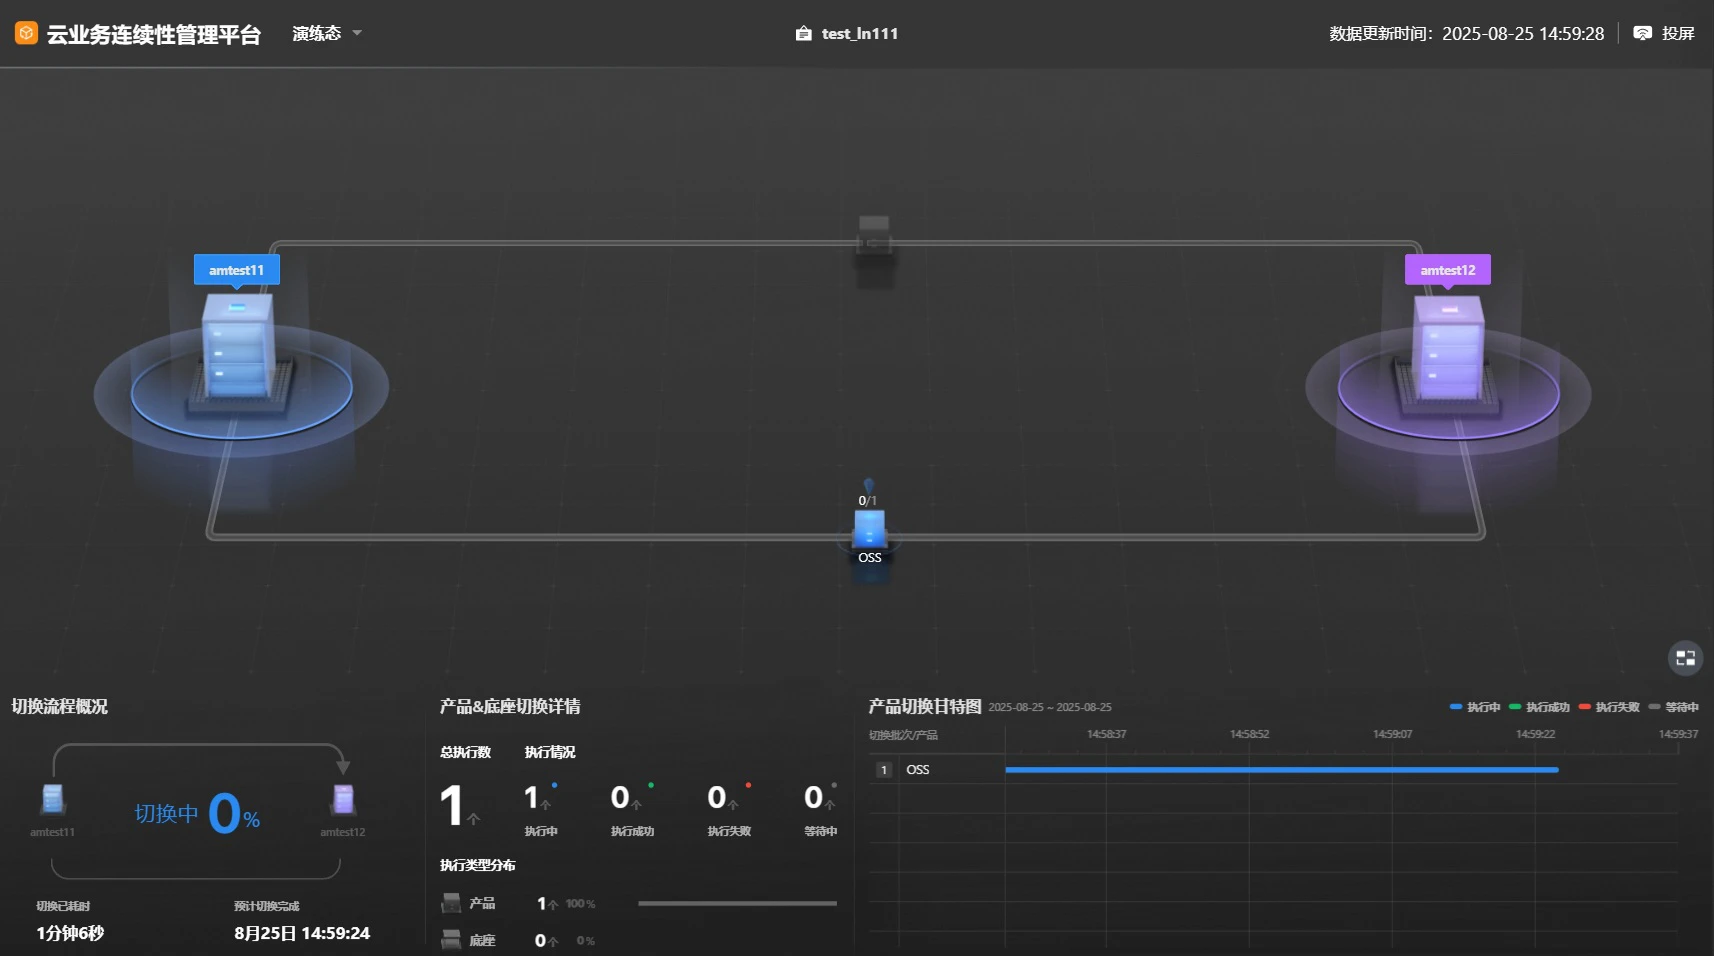 云业务连续性管理平台 演练态 test_ln111 数据更新时间：2025-08-25 14:59:28 投屏
amtest11
amtest12
0/1
OSS
切换流程概况
amtest11
切换中 0%
amtest12
切换已耗时 预计切换完成
1分钟6秒 8月25日 14:59:24
产品&底座切换详情
总执行数 执行情况
1个 1个 0个 0个 0个
执行中 执行成功 执行失败 等待中
执行类型分布
产品 1个 100%
底座 0个 0%
产品切换甘特图 2025-08-25 ~ 2025-08-25 执行中 执行成功 执行失败 等待中
切换批次/产品 14:58:37 14:58:52 14:59:07 14:59:22 14:59:37
1 OSS